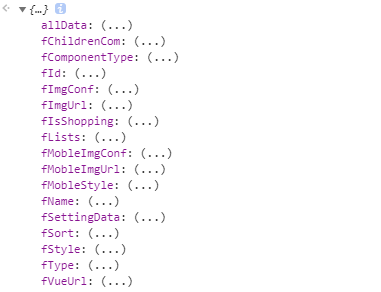 {…}
allData: (...)
fChildrenCom: (...)
fComponentType: (...)
fId: (...)
fImgConf: (...)
fImgUrl: (...)
fIsShopping: (...)
fLists: (...)
fMobleImgConf: (...)
fMobleImgUrl: (...)
fMobleStyle: (...)
fName: (...)
fSettingData: (...)
fSort: (...)
fStyle: (...)
fType: (...)
fVueUrl: (...)